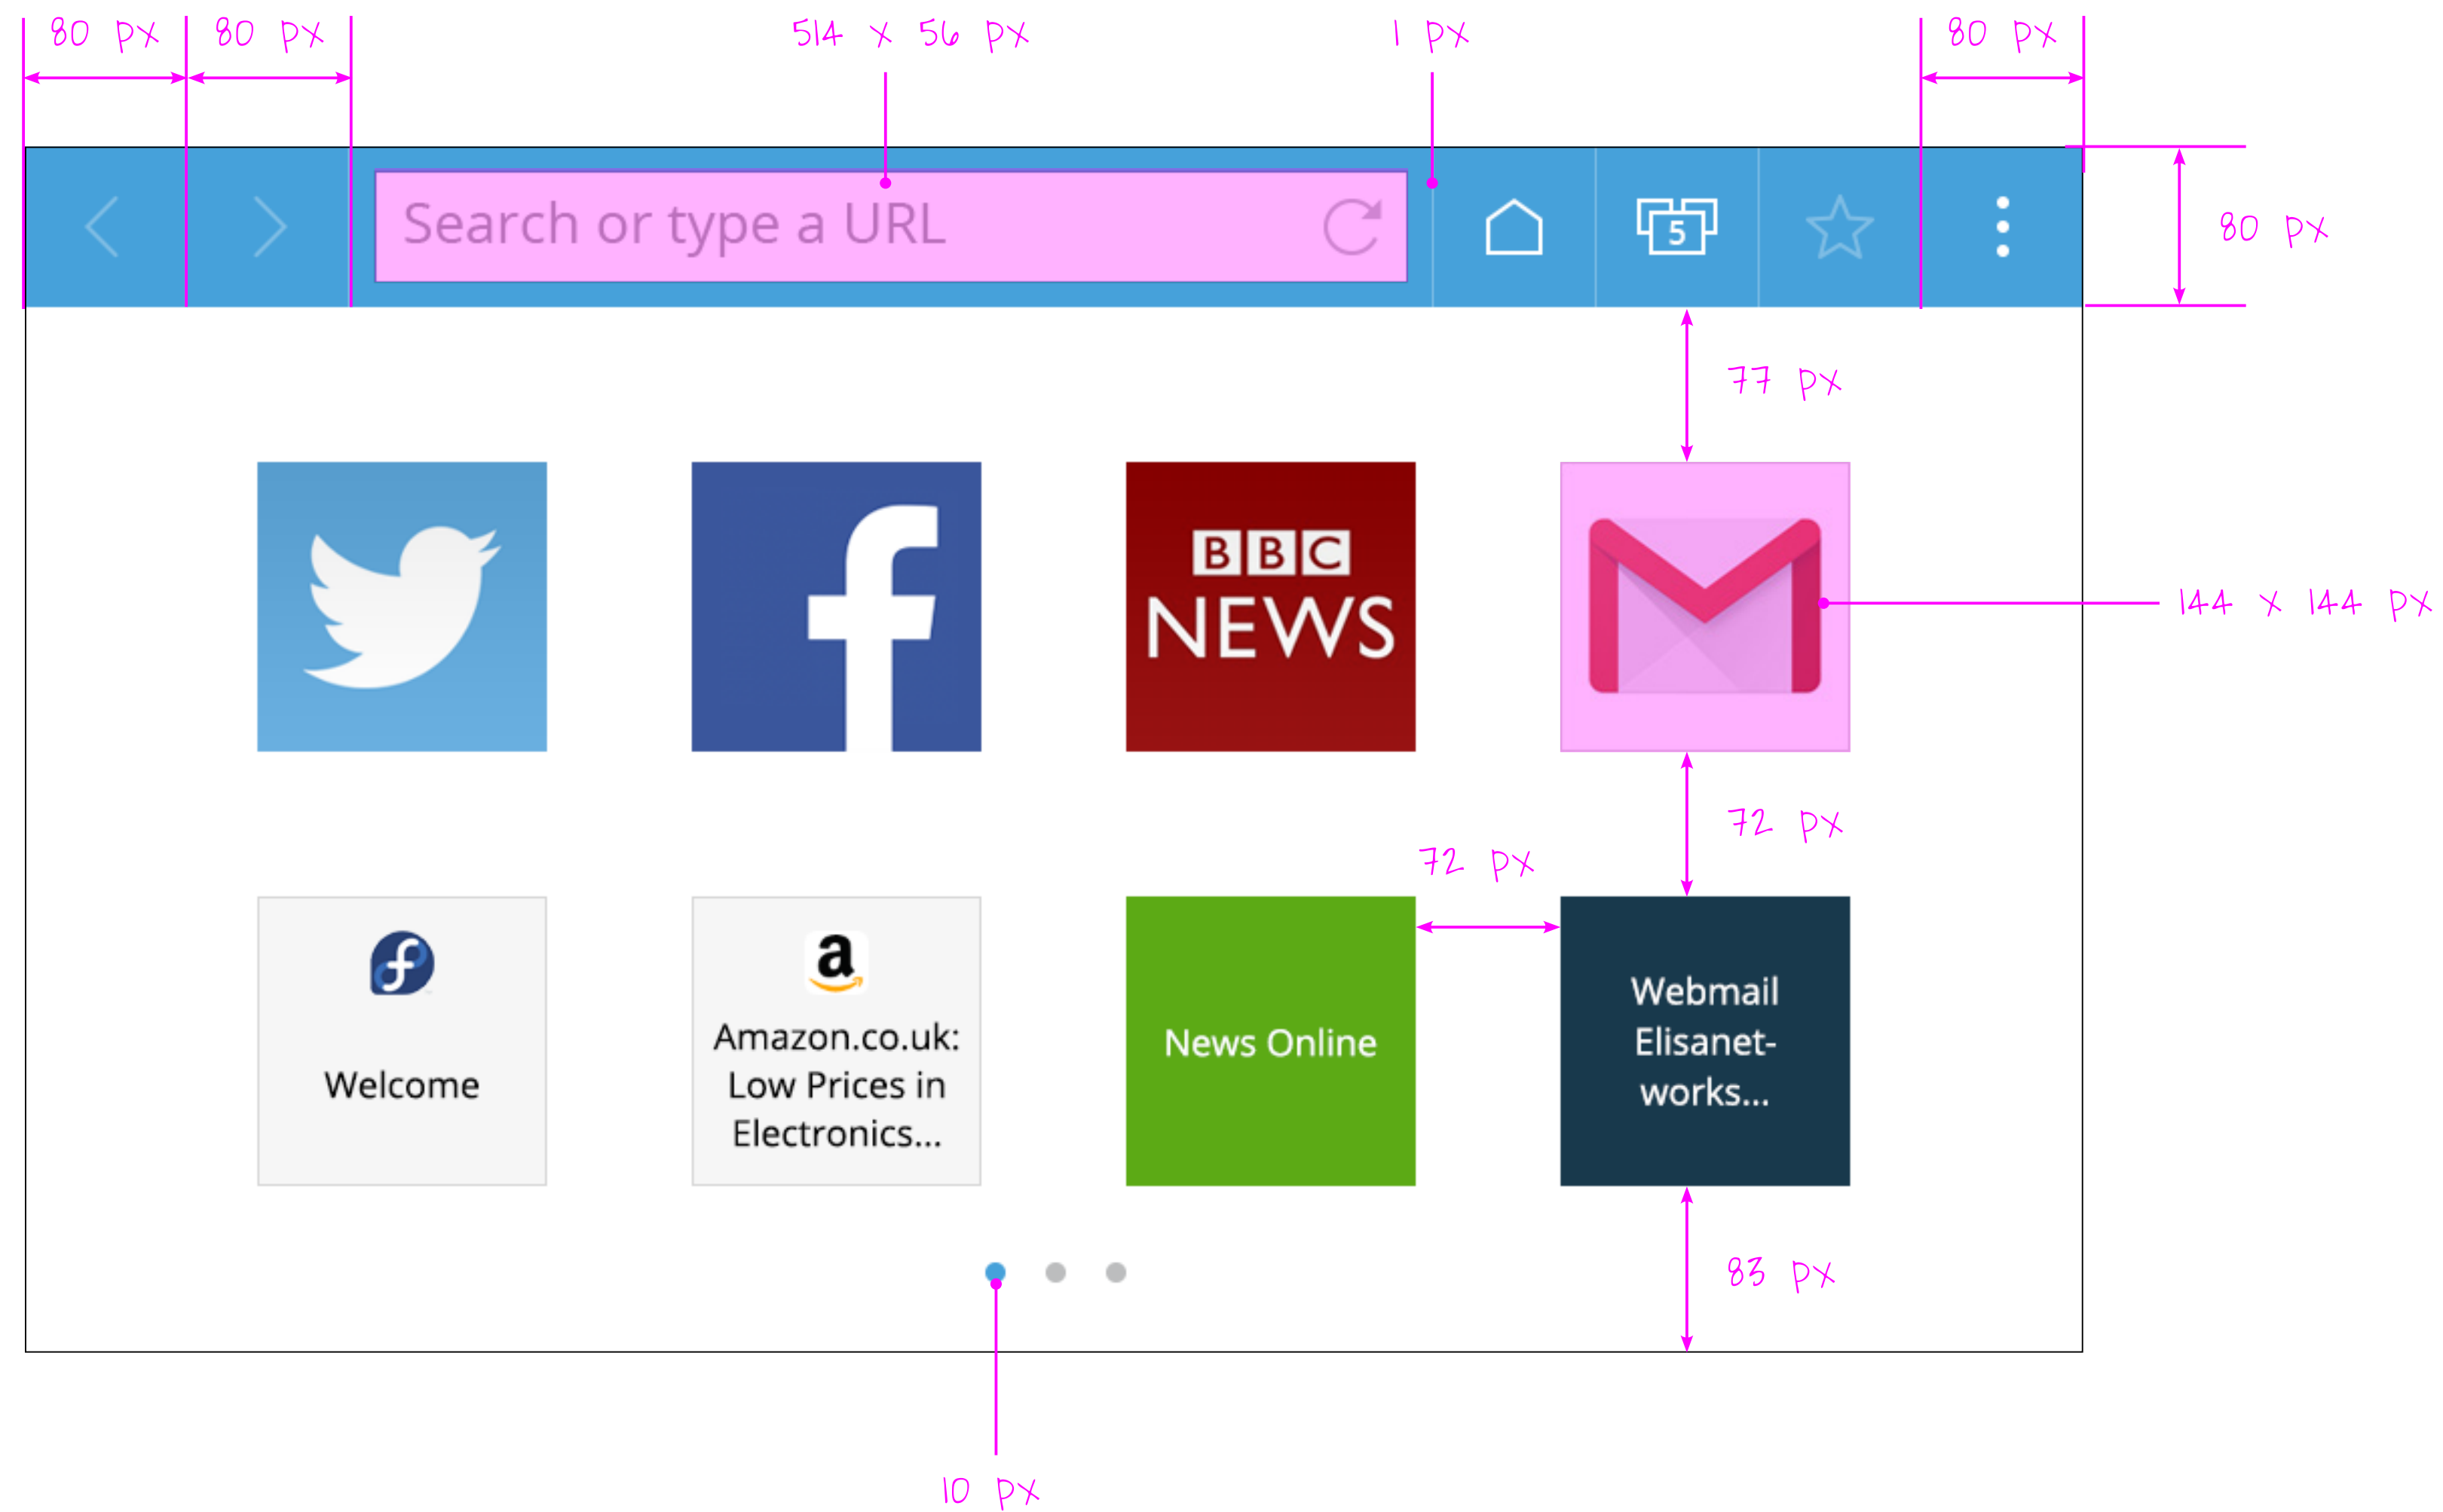 80 px 80 px 514 x 56 px 1 px 80 px
Search or type a URL 5
80 px
77 px
f BBC
NEWS
144 x 144 px
72 px
72 px
a
Welcome
Amazon.co.uk:
Low Prices in
Electronics...
News Online
Webmail
Elisanet-
works...
83 px
10 px